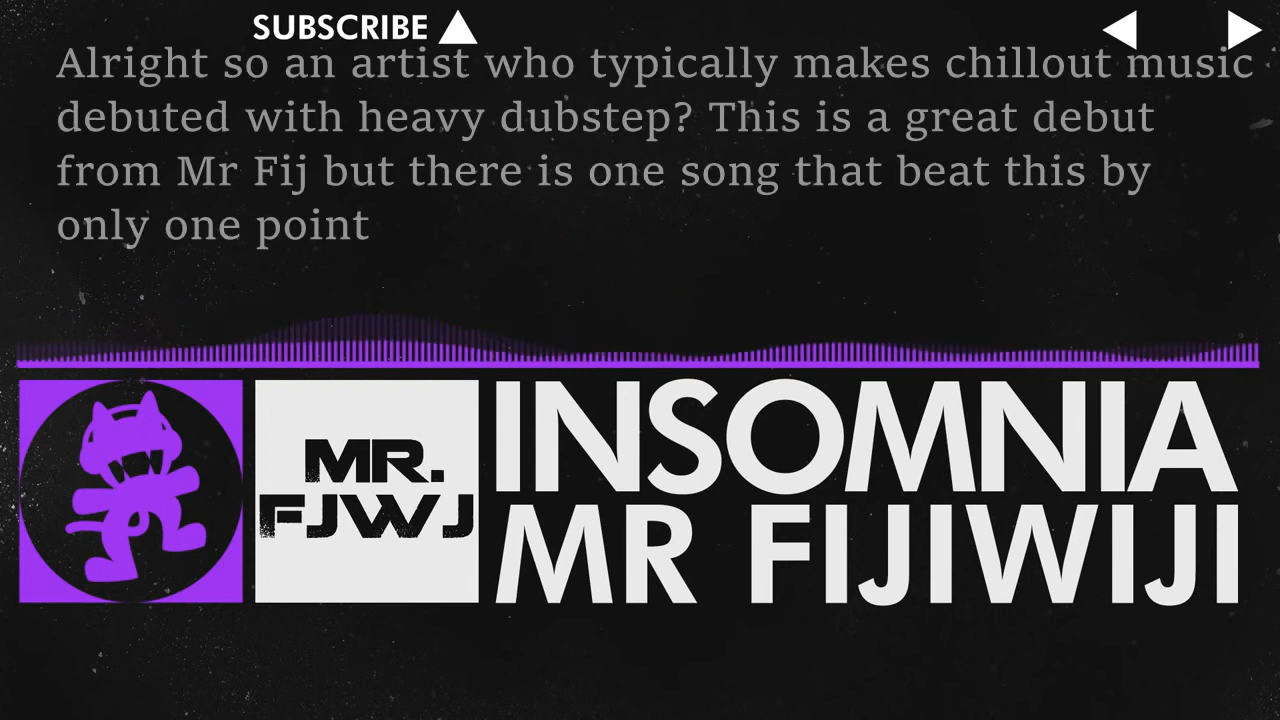 SUBSCRIBE
Alright so an artist who typically makes chillout music
debuted with heavy dubstep? This is a great debut
from Mr Fij but there is one song that beat this by
only one point
MR.
FJWJ
INSOMNIA
MR FIJIWIJI